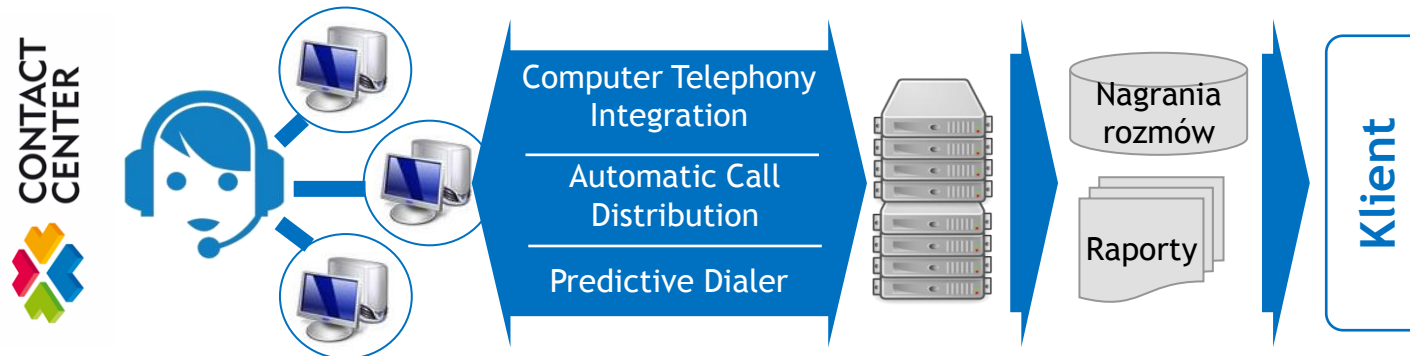 CONTACT
CENTER
Computer Telephony
Integration
Automatic Call
Distribution
Predictive Dialer
Nagrania
rozmów
Raporty
Klient